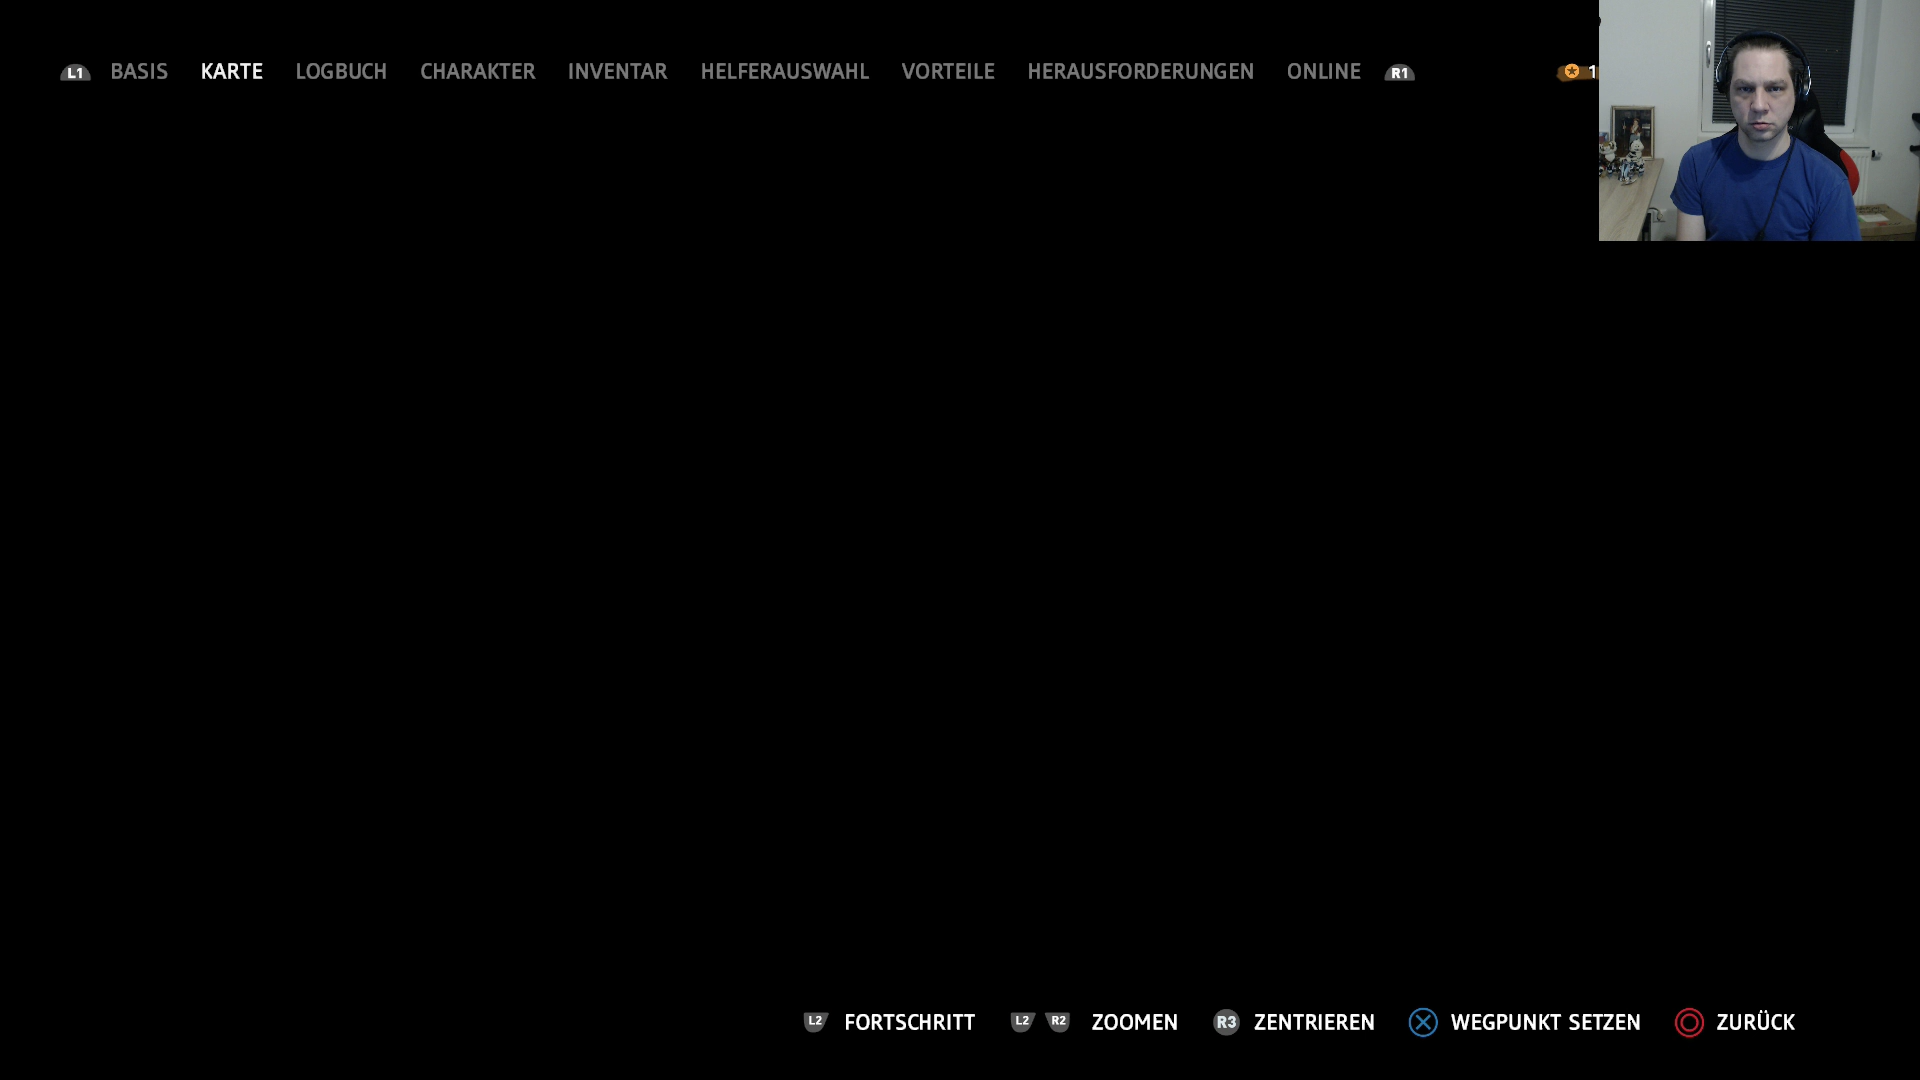 L1 BASIS KARTE LOGBUCH CHARAKTER INVENTAR HELFERAUSWAHL VORTEILE HERAUSFORDERUNGEN ONLINE R1 1
L2 FORTSCHRITT L2 R2 ZOOMEN R3 ZENTRIEREN WEGPUNKT SETZEN ZURÜCK